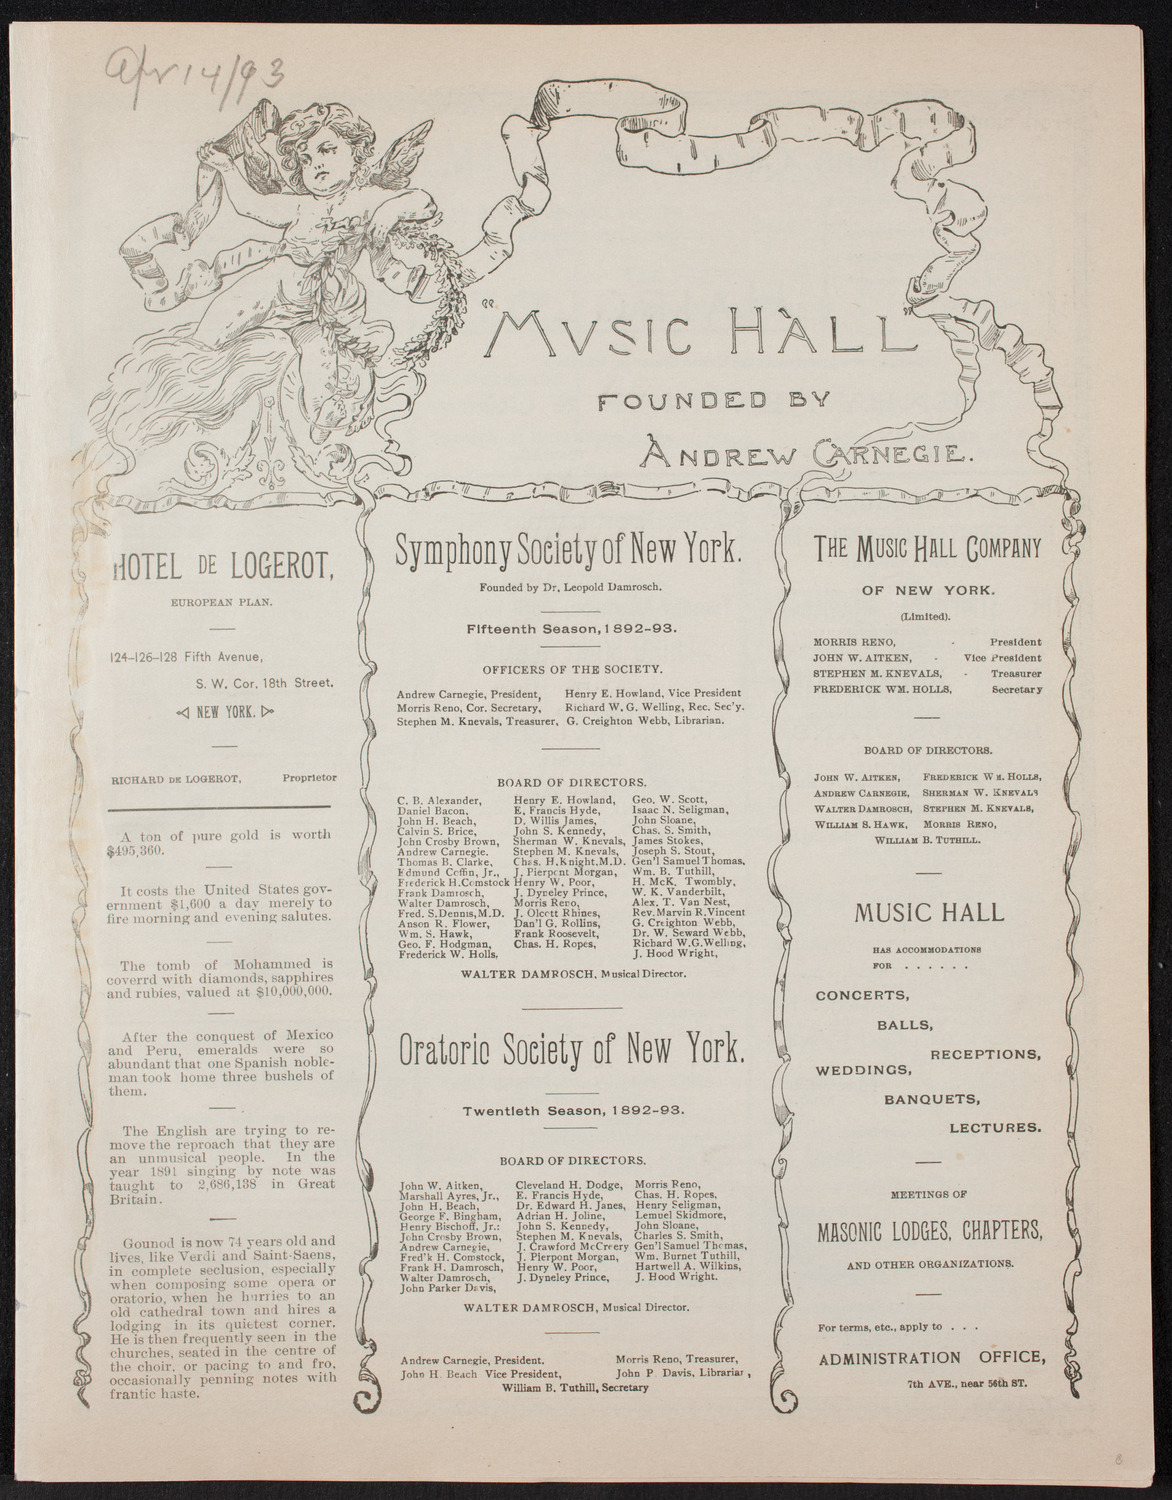 Apr 14/93
"MVSIC HALL"
FOUNDED BY
ANDREW CARNEGIE.
HOTEL DE LOGEROT,
EUROPEAN PLAN.
124-126-128 Fifth Avenue,
S. W. Cor. 18th Street.
NEW YORK.
RICHARD DE LOGEROT, Proprietor
A ton of pure gold is worth
$495,360.
It costs the United States gov-
ernment $1,600 a day merely to
fire morning and evening salutes.
The tomb of Mohammed is
coverrd with diamonds, sapphires
and rubies, valued at $10,000,000.
After the conquest of Mexico
and Peru, emeralds were so
abundant that one Spanish noble-
man took home three bushels of
them.
The English are trying to re-
move the reproach that they are
an unmusical people. In the
year 1891 singing by note was
taught to 2,686,138 in Great
Britain.
Gounod is now 74 years old and
lives, like Verdi and Saint-Saens,
in complete seclusion, especially
when composing some opera or
oratorio, when he hurries to an
old cathedral town and hires a
lodging in its quietest corner.
He is then frequently seen in the
churches, seated in the centre of
the choir, or pacing to and fro,
occasionally penning notes with
frantic haste.
Symphony Society of New York.
Founded by Dr. Leopold Damrosch.
Fifteenth Season, 1892-93.
OFFICERS OF THE SOCIETY.
Andrew Carnegie, President, Henry E. Howland, Vice President
Morris Reno, Cor. Secretary, Richard W. G. Welling, Rec. Sec'y.
Stephen M. Knevals, Treasurer, G. Creighton Webb, Librarian.
BOARD OF DIRECTORS.
C. B. Alexander, Henry E. Howland, Geo. W. Scott,
Daniel Bacon, E. Francis Hyde, Isaac N. Seligman,
John H. Beach, D. Willis James, John Sloane,
Calvin S. Brice, John S. Kennedy, Chas. S. Smith,
John Crosby Brown, Sherman W. Knevals, James Stokes,
Andrew Carnegie, Stephen M. Knevals, Joseph S. Stout,
Thomas B. Clarke, Chas. H. Knight, M.D. Gen'l Samuel Thomas,
Edmund Coffin, Jr., J. Pierpont Morgan, Wm. B. Tuthill,
Frederick H. Comstock Henry W. Poor, H. McK. Twombly,
Frank Damrosch, J. Dyneley Prince, W. K. Vanderbilt,
Walter Damrosch, Morris Reno, Alex. T. Van Nest,
Fred. S. Dennis, M.D. J. Olcott Rhines, Rev. Marvin R. Vincent
Anson R. Flower, Dan'l G. Rollins, G. Creighton Webb,
Wm. S. Hawk, Frank Roosevelt, Dr. W. Seward Webb,
Geo. F. Hodgman, Chas. H. Ropes, Richard W.G. Welling,
Frederick W. Holls, J. Hood Wright,
WALTER DAMROSCH, Musical Director.
Oratorio Society of New York.
Twentieth Season, 1892-93.
BOARD OF DIRECTORS.
John W. Aitken, Cleveland H. Dodge, Morris Reno,
Marshall Ayres, Jr., E. Francis Hyde, Chas. H. Ropes,
John H. Beach, Dr. Edward H. Janes, Henry Seligman,
George F. Bingham, Adrian H. Joline, Lemuel Skidmore,
Henry Bischoff, Jr.: John S. Kennedy, John Sloane,
John Crosby Brown, Stephen M. Knevals, Charles S. Smith,
Andrew Carnegie, J. Crawford McCreery Gen'l Samuel Thomas,
Fred'k H. Comstock, J. Pierpont Morgan, Wm. Burnet Tuthill,
Frank H. Damrosch, Henry W. Poor, Hartwell A. Wilkins,
Walter Damrosch, J. Dyneley Prince, J. Hood Wright.
John Parker Davis,
WALTER DAMROSCH, Musical Director.
Andrew Carnegie, President. Morris Reno, Treasurer,
John H. Beach Vice President, John P. Davis, Librarian,
William B. Tuthill, Secretary
THE MUSIC HALL COMPANY
OF NEW YORK.
(Limited).
MORRIS RENO, - President
JOHN W. AITKEN, - Vice President
STEPHEN M. KNEVALS, - Treasurer
FREDERICK WM. HOLLS, Secretary
BOARD OF DIRECTORS.
JOHN W. AITKEN, FREDERICK WM. HOLLS,
ANDREW CARNEGIE, SHERMAN W. KNEVALS
WALTER DAMROSCH, STEPHEN M. KNEVALS,
WILLIAM S. HAWK, MORRIS RENO,
WILLIAM B. TUTHILL.
MUSIC HALL
HAS ACCOMMODATIONS
FOR . . . . . .
CONCERTS,
BALLS,
RECEPTIONS,
WEDDINGS,
BANQUETS,
LECTURES.
MEETINGS OF
MASONIC LODGES, CHAPTERS,
AND OTHER ORGANIZATIONS.
For terms, etc., apply to . . .
ADMINISTRATION OFFICE,
7th AVE., near 56th ST.